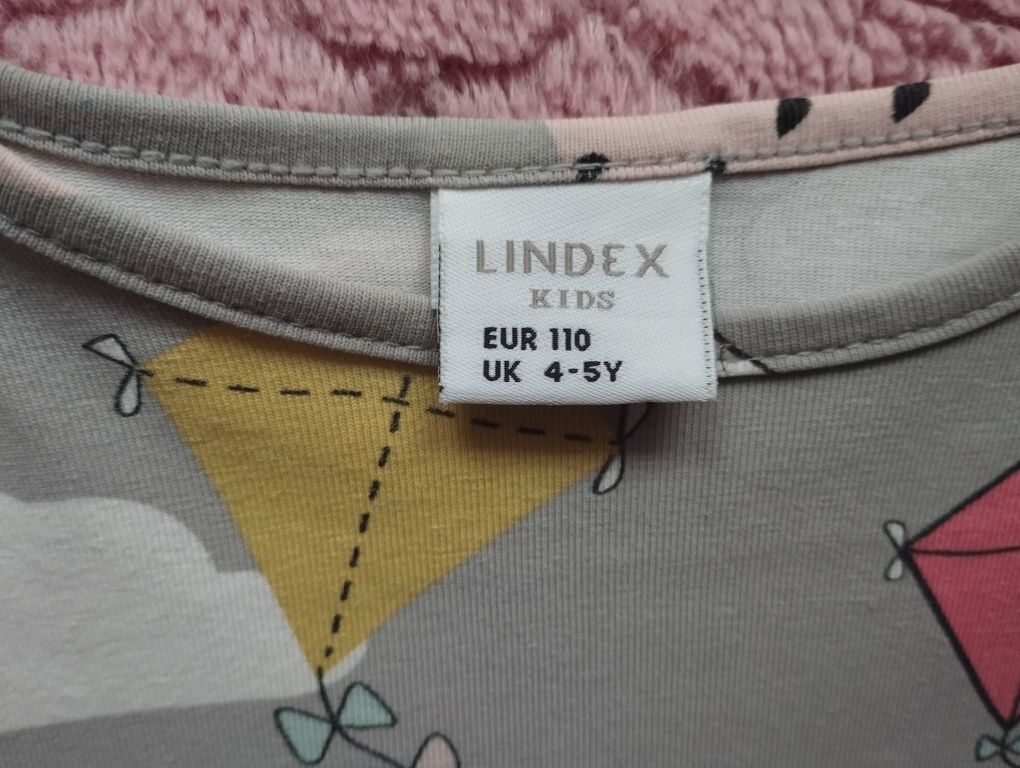 LINDEX
KIDS
EUR 110
UK 4-5Y